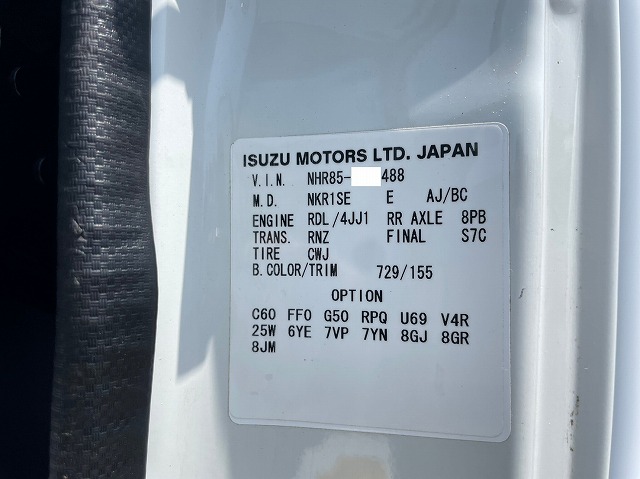 ISUZU MOTORS LTD. JAPAN
V.I.N. NHR85- 488
M.D. NKR1SE E AJ/BC
ENGINE RDL/4JJ1 RR AXLE 8PB
TRANS. RNZ FINAL S7C
TIRE CWJ
B.COLOR/TRIM 729/155
OPTION
C60 FF0 G50 RPQ U69 V4R
25W 6YE 7VP 7YN 8GJ 8GR
8JM